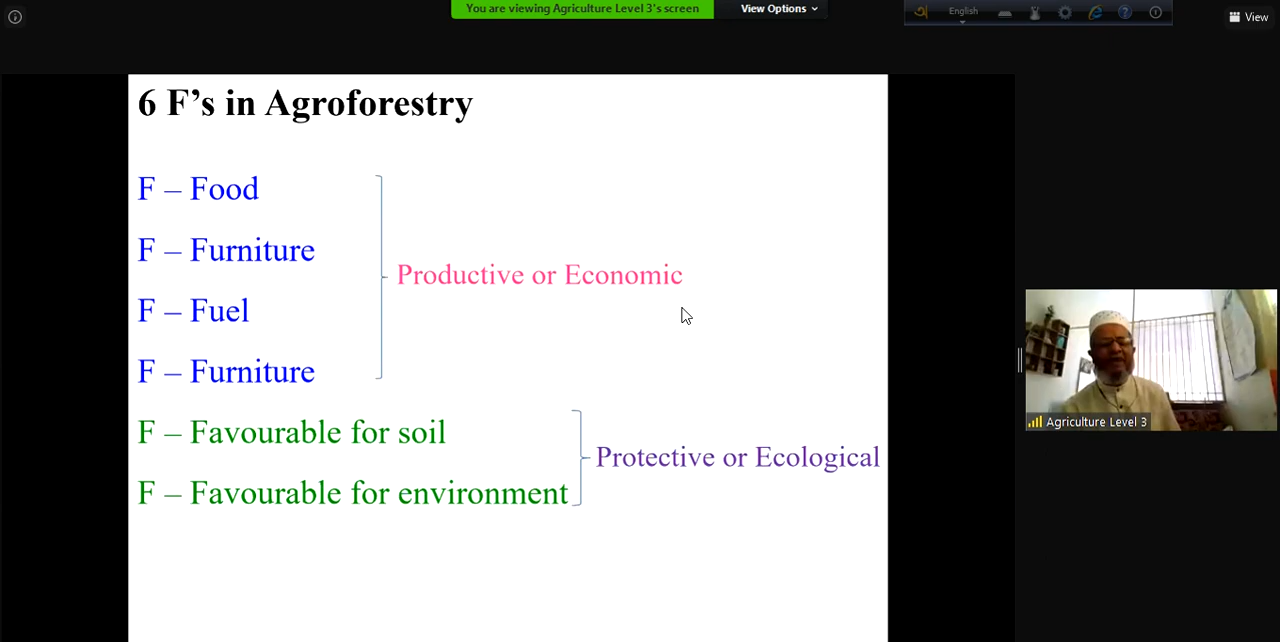 You are viewing Agriculture Level 3's screen
View Options
English
View
6 F’s in Agroforestry
F – Food
F – Furniture
F – Fuel
F – Furniture
Productive or Economic
F – Favourable for soil
F – Favourable for environment
Protective or Ecological
Agriculture Level 3